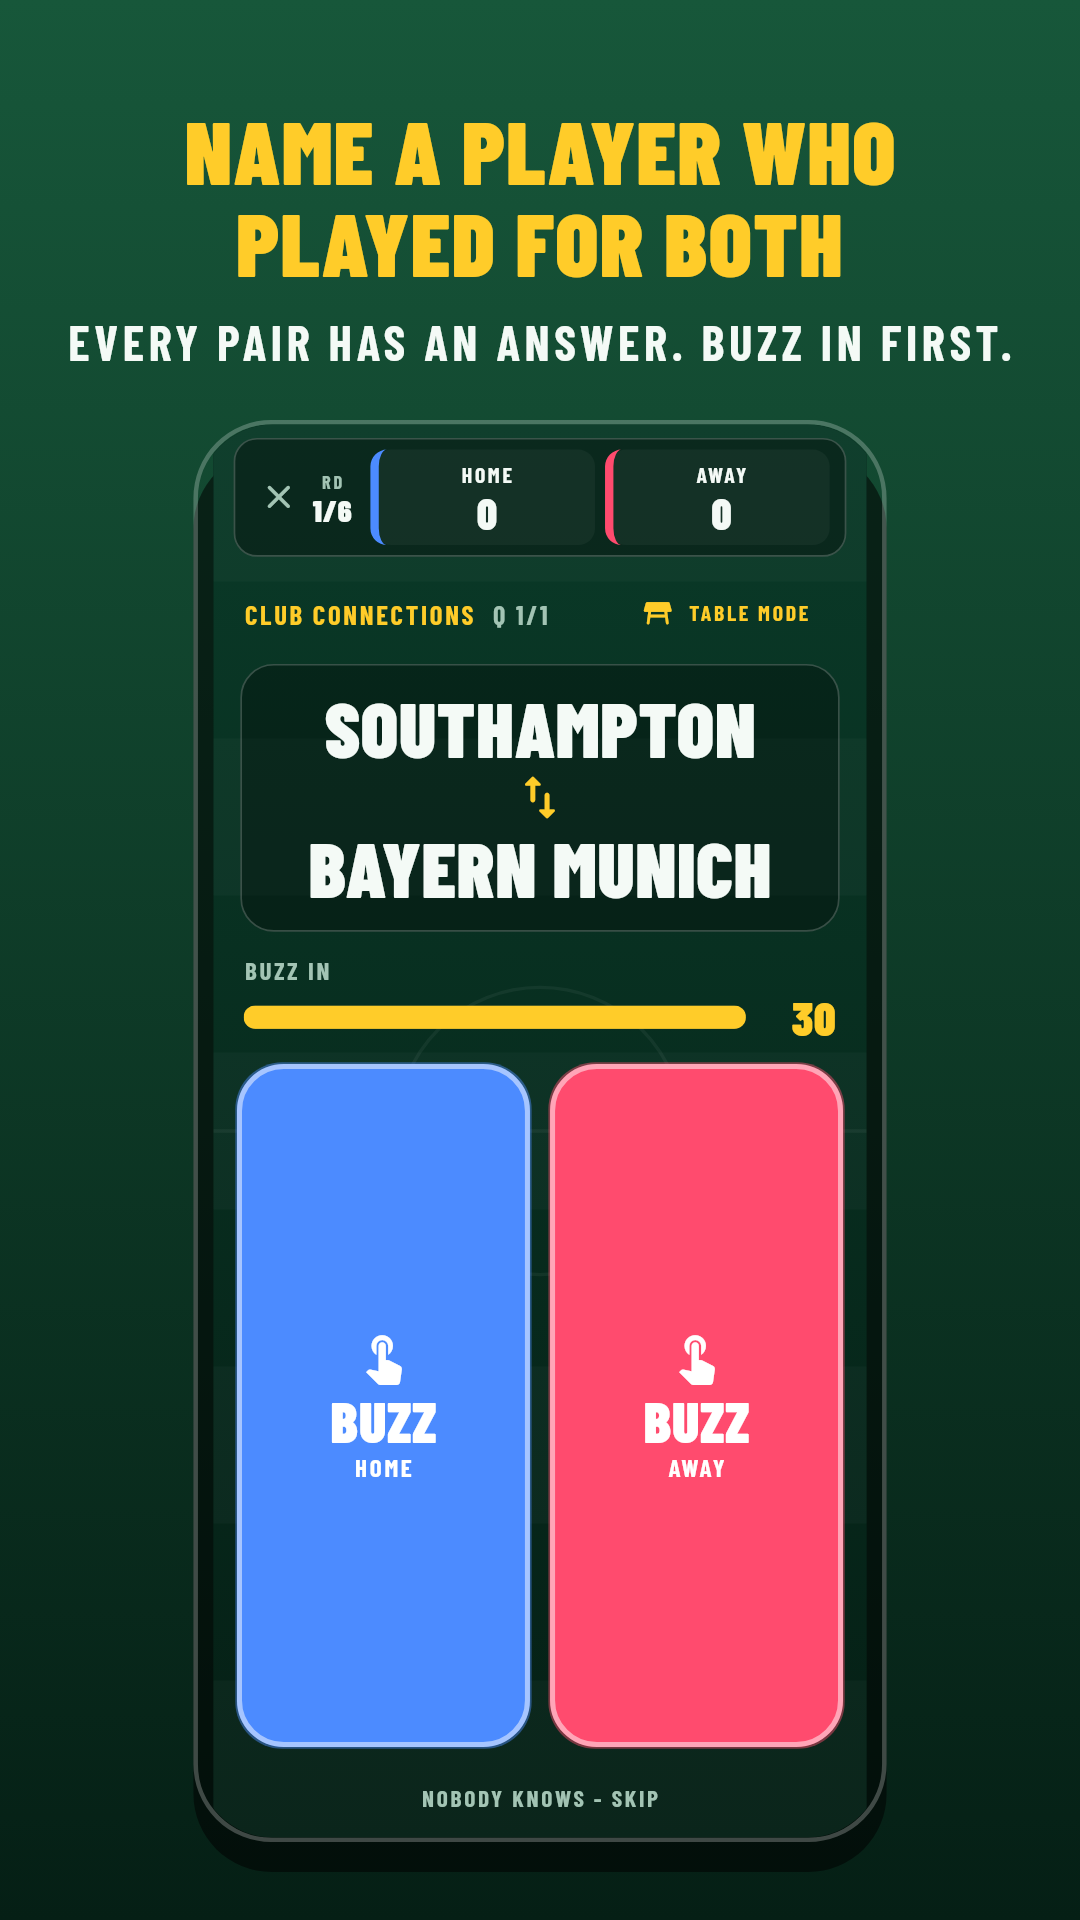 NAME A PLAYER WHO
PLAYED FOR BOTH
EVERY PAIR HAS AN ANSWER. BUZZ IN FIRST.
RD
1/6
HOME
0
AWAY
0
CLUB CONNECTIONS Q 1/1
TABLE MODE
SOUTHAMPTON
BAYERN MUNICH
BUZZ IN
30
BUZZ
HOME
BUZZ
AWAY
NOBODY KNOWS - SKIP